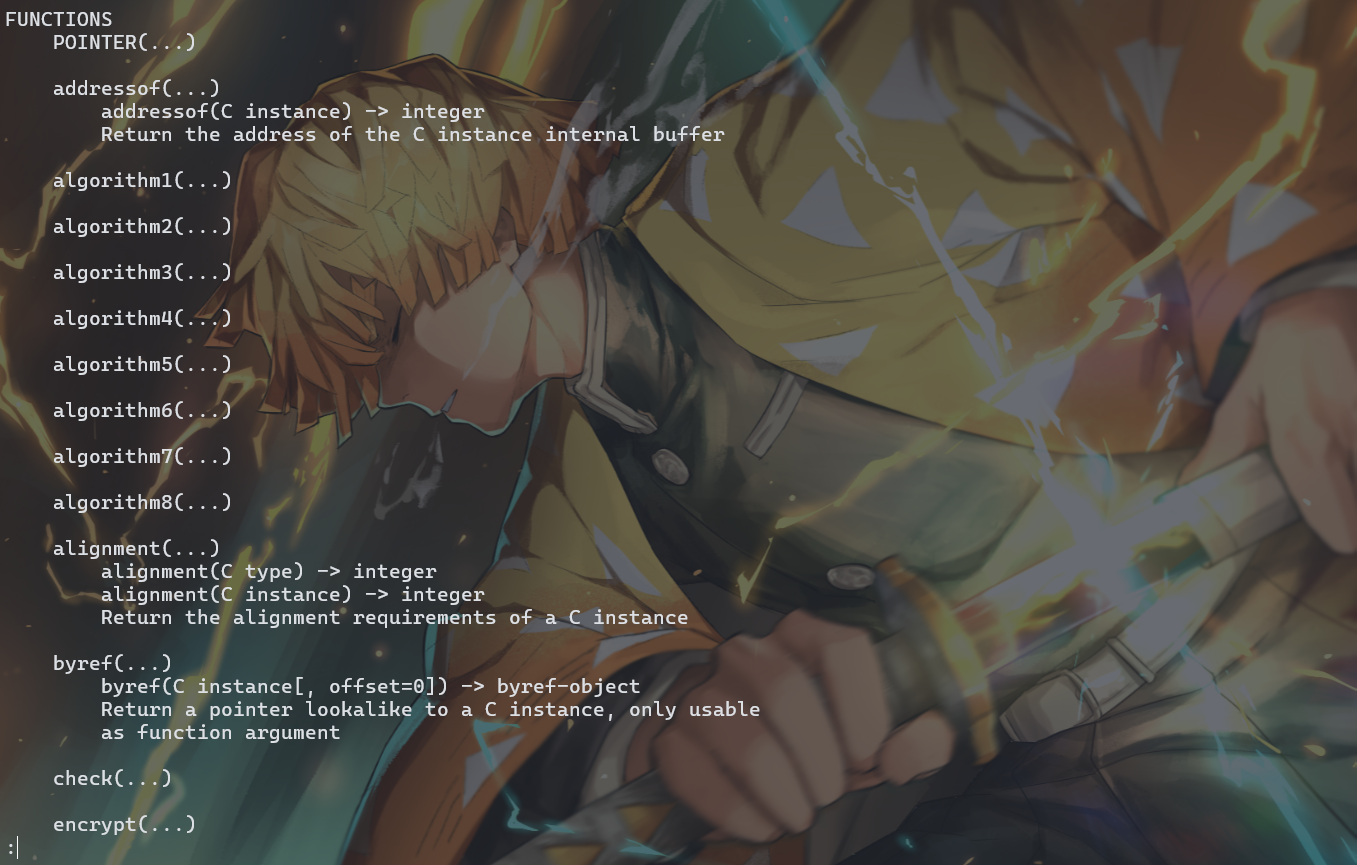 FUNCTIONS
POINTER(...)
addressof(...)
addressof(C instance) -> integer
Return the address of the C instance internal buffer
algorithm1(...)
algorithm2(...)
algorithm3(...)
algorithm4(...)
algorithm5(...)
algorithm6(...)
algorithm7(...)
algorithm8(...)
alignment(...)
alignment(C type) -> integer
alignment(C instance) -> integer
Return the alignment requirements of a C instance
byref(...)
byref(C instance[, offset=0]) -> byref-object
Return a pointer lookalike to a C instance, only usable
as function argument
check(...)
encrypt(...)
: